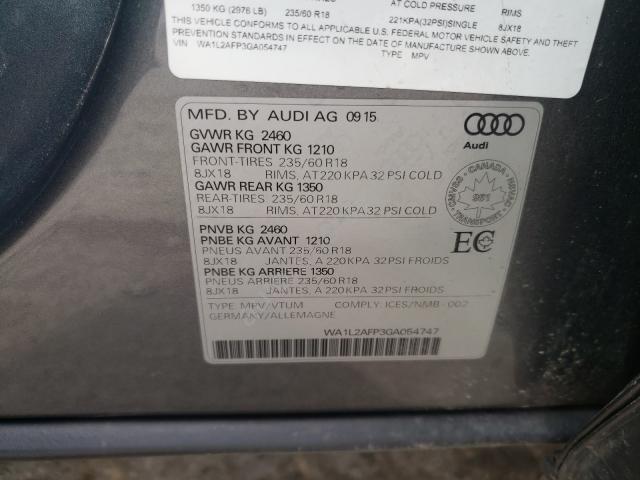 1350 KG (2976 LB) 235/60 R18 AT COLD PRESSURE RIMS
221KPA(32PSI)SINGLE 8JX18
THIS VEHICLE CONFORMS TO ALL APPLICABLE U.S. FEDERAL MOTOR VEHICLE SAFETY AND THEFT
PREVENTION STANDARDS IN EFFECT ON THE DATE OF MANUFACTURE SHOWN ABOVE.
VIN WA1L2AFP3GA054747 TYPE MPV
MFD. BY AUDI AG 09 15
GVWR KG 2460
GAWR FRONT KG 1210
FRONT-TIRES 235/60 R18
8JX18 RIMS, AT 220 KPA 32 PSI COLD
GAWR REAR KG 1350
REAR-TIRES 235/60 R18
8JX18 RIMS, AT 220 KPA 32 PSI COLD
PNVB KG 2460
PNBE KG AVANT 1210
PNEUS AVANT 235/60 R18
8JX18 JANTES, A 220 KPA 32 PSI FROIDS
PNBE KG ARRIERE 1350
PNEUS ARRIERE 235/60 R18
8JX18 JANTES, A 220 KPA 32 PSI FROIDS
TYPE MPV/VTUM COMPLY: ICES/NMB-002
GERMANY/ALLEMAGNE
WA1L2AFP3GA054747
Audi
CANADA
CMVSS NSVAC
951
TRANSPORT
EC